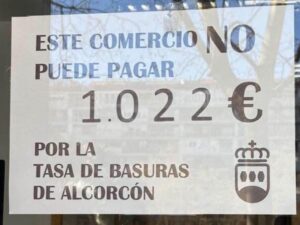 ESTE COMERCIO NO
PUEDE PAGAR
1.022 €
POR LA
TASA DE BASURAS
DE ALCORCÓN